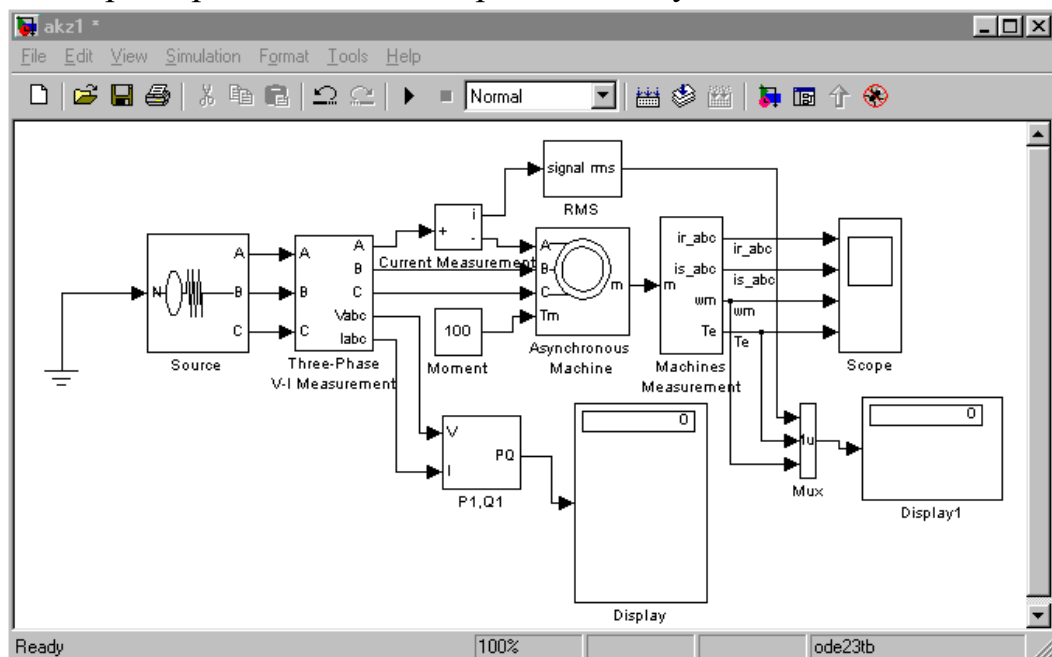 akz1 *
File Edit View Simulation Format Tools Help
Normal
signal rms
RMS
i
+
-
Current Measurement
A
B
C
N
Source
A
B
C
A
B
C
Vabc
Iabc
Three-Phase
V-I Measurement
100
Moment
A
B
C
Tm
m
Asynchronous
Machine
m
ir_abc
is_abc
wm
Te
Machines
Measurement
ir_abc
is_abc
wm
Te
Scope
V
I
PQ
P1,Q1
0
Display
Mux
0
Display1
Ready 100% ode23tb